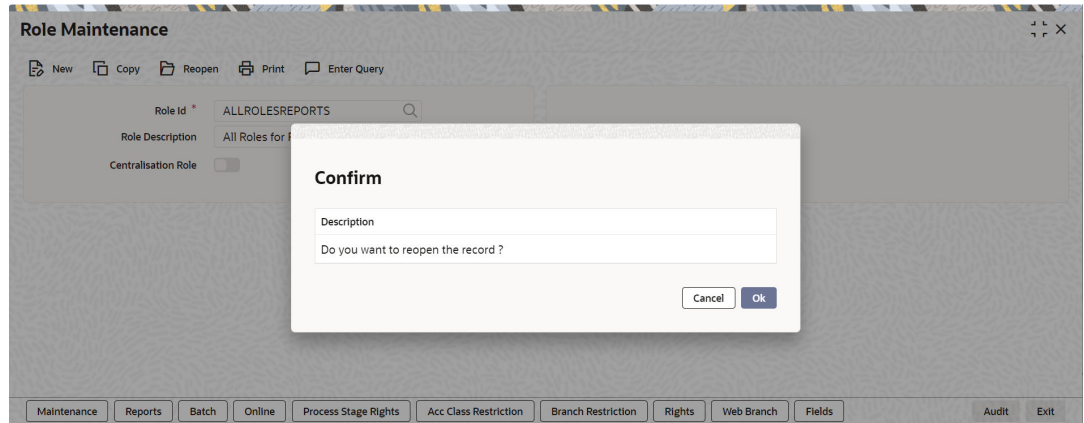 Role Maintenance
New Copy Reopen Print Enter Query
Role Id * ALLROLESREPORTS
Role Description All Roles for
Centralisation Role
Confirm
Description
Do you want to reopen the record ?
Cancel Ok
Maintenance Reports Batch Online Process Stage Rights Acc Class Restriction Branch Restriction Rights Web Branch Fields Audit Exit